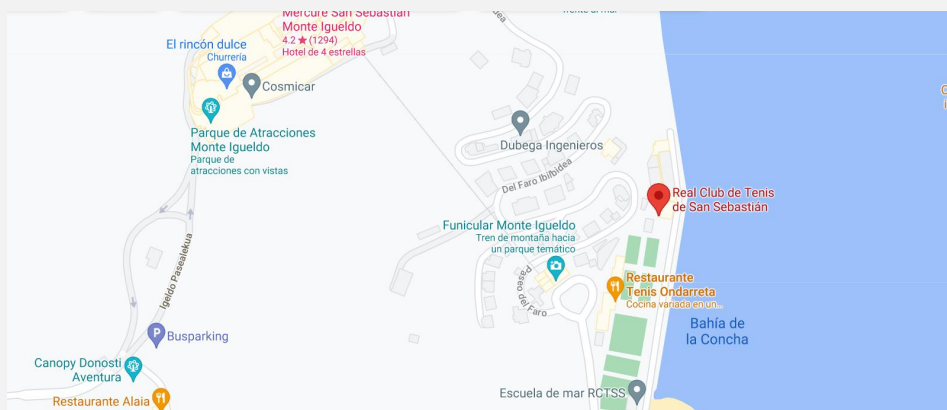 Mercure San Sebastián
Monte Igueldo
4.2 ★ (1294)
Hotel de 4 estrellas
El rincón dulce
Churrería
Cosmicar
Parque de Atracciones
Monte Igueldo
Parque de
atracciones con vistas
Dubega Ingenieros
Del Faro Ibilbidea
Real Club de Tenis
de San Sebastián
Funicular Monte Igueldo
Tren de montaña hacia
un parque temático
Paseo
del Faro
Restaurante
Tenis Ondarreta
Cocina variada en un...
Igeldo Pasealekua
Bahía de
la Concha
P
Busparking
Canopy Donosti
Aventura
Restaurante Alaia
Escuela de mar RCTSS